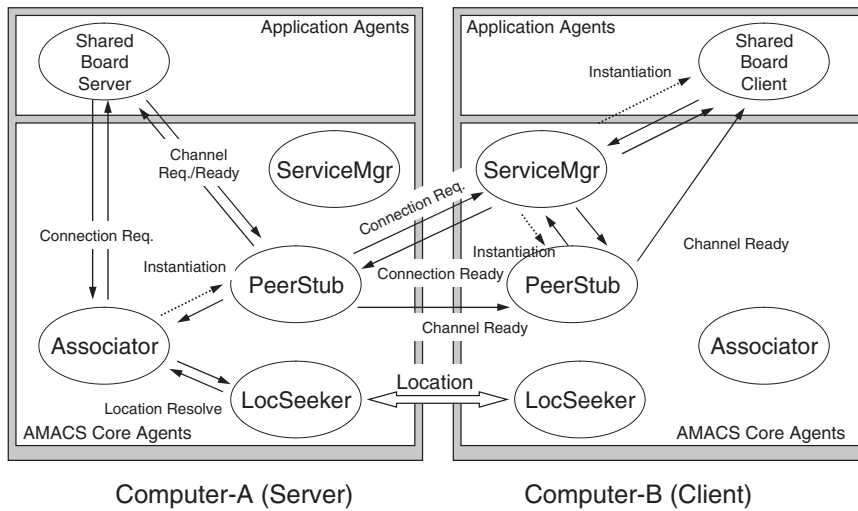 Application Agents
Shared
Board
Server
Channel
Req./Ready
ServiceMgr
Connection Req.
Instantiation
PeerStub
Associator
Location Resolve
LocSeeker
AMACS Core Agents
Connection Req.
Connection Ready
Channel Ready
Location
Application Agents
Instantiation
Shared
Board
Client
ServiceMgr
Instantiation
PeerStub
Channel Ready
Associator
LocSeeker
AMACS Core Agents
Computer-A (Server)
Computer-B (Client)